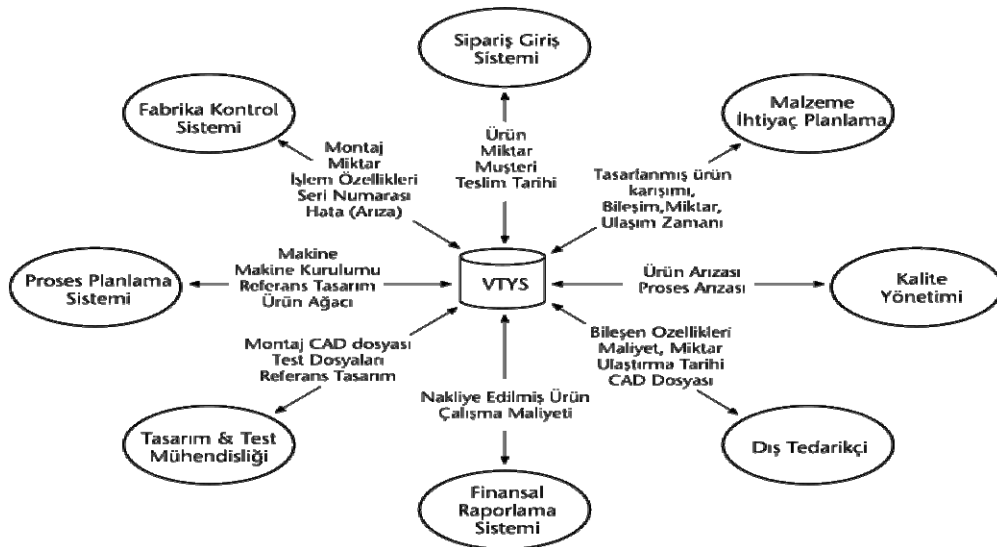 Sipariş Giriş
Sistemi
Fabrika Kontrol
Sistemi
Malzeme
İhtiyaç Planlama
Montaj
Miktar
İşlem Özellikleri
Seri Numarası
Hata (Arıza)
Ürün
Miktar
Muşteri
Teslim Tarihi
Tasarlanmış ürün
karışımı,
Bileşim,Miktar,
Ulaşım Zamanı
Proses Planlama
Sistemi
Makine
Makine Kurulumu
Referans Tasarım
Ürün Ağacı
VTYS
Ürün Arızası
Proses Arızası
Kalite
Yönetimi
Montaj CAD dosyası
Test Dosyaları
Referans Tasarım
Nakliye Edilmiş Ürün
Çalışma Maliyeti
Bileşen Ozellikleri
Maliyet, Miktar
Ulaştırma Tarihi
CAD Dosyası
Tasarım & Test
Mühendisliği
Finansal
Raporlama
Sistemi
Dış Tedarikçi